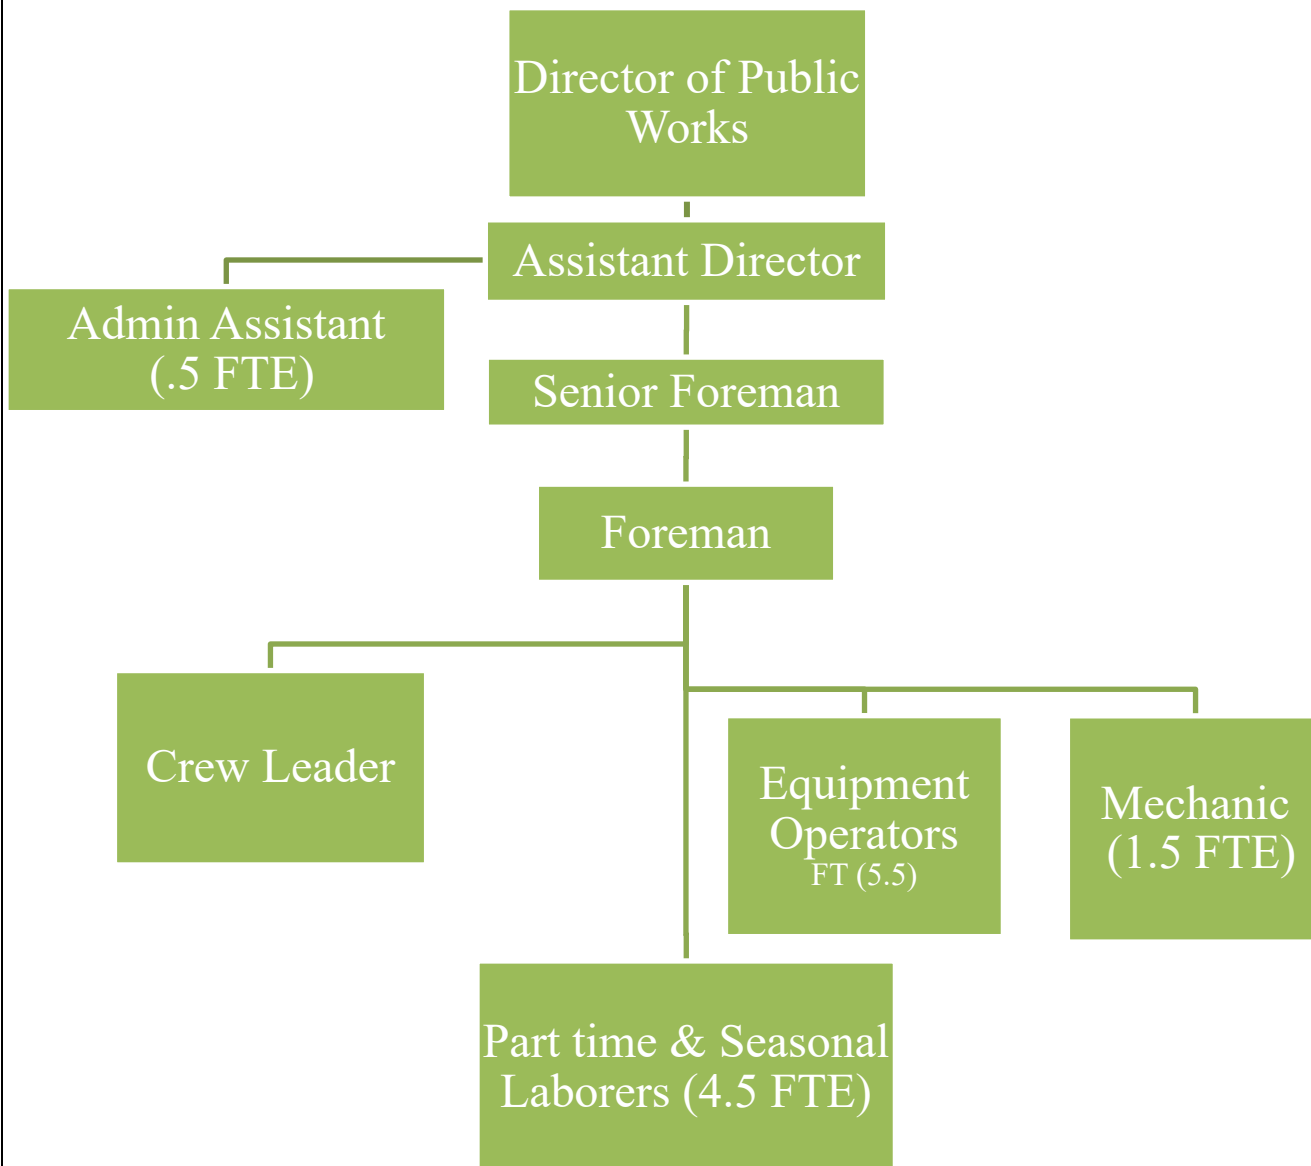 Director of Public
Works
Assistant Director
Admin Assistant
(.5 FTE)
Senior Foreman
Foreman
Crew Leader
Equipment
Operators
FT (5.5)
Mechanic
(1.5 FTE)
Part time & Seasonal
Laborers (4.5 FTE)